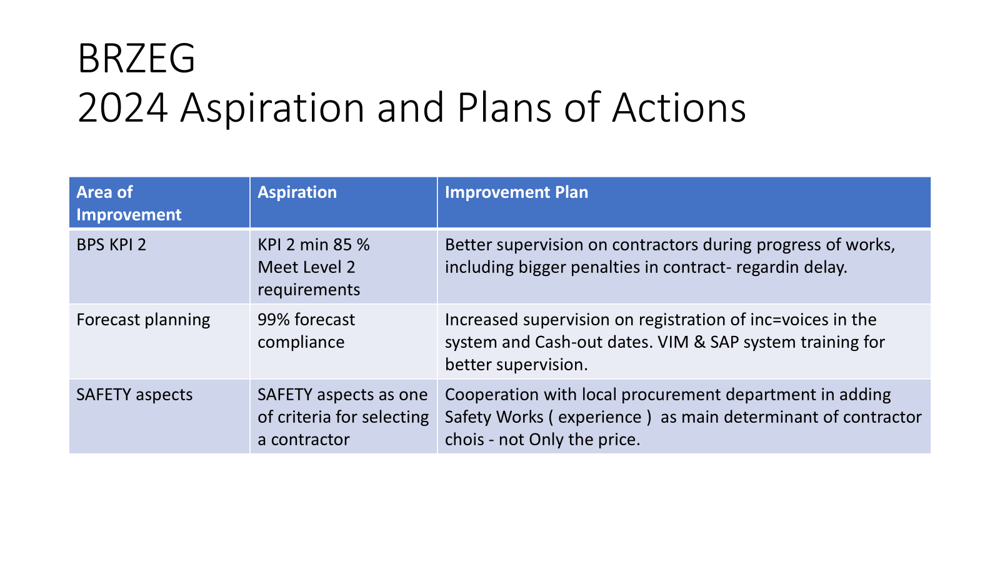 BRZEG
2024 Aspiration and Plans of Actions
Area of
Improvement
Aspiration
Improvement Plan
BPS KPI 2
KPI 2 min 85 %
Meet Level 2
requirements
Better supervision on contractors during progress of works,
including bigger penalties in contract- regardin delay.
Forecast planning
99% forecast
compliance
Increased supervision on registration of inc=voices in the
system and Cash-out dates. VIM & SAP system training for
better supervision.
SAFETY aspects
SAFETY aspects as one
of criteria for selecting
a contractor
Cooperation with local procurement department in adding
Safety Works ( experience )  as main determinant of contractor
chois - not Only the price.